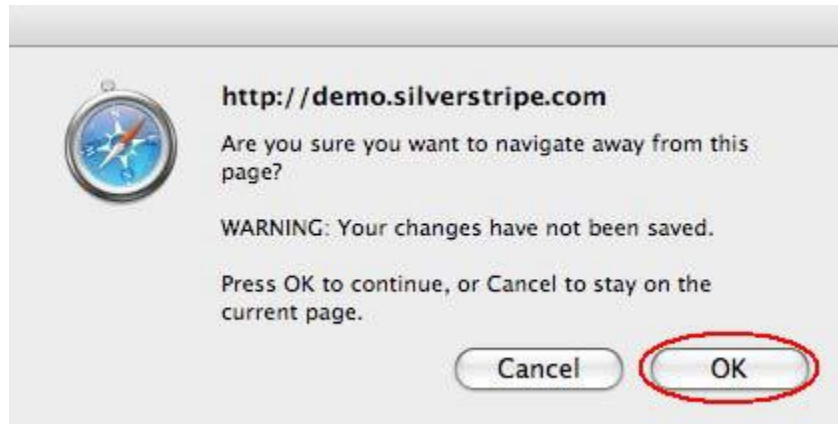 http://demo.silverstripe.com
Are you sure you want to navigate away from this
page?
WARNING: Your changes have not been saved.
Press OK to continue, or Cancel to stay on the
current page.
Cancel OK